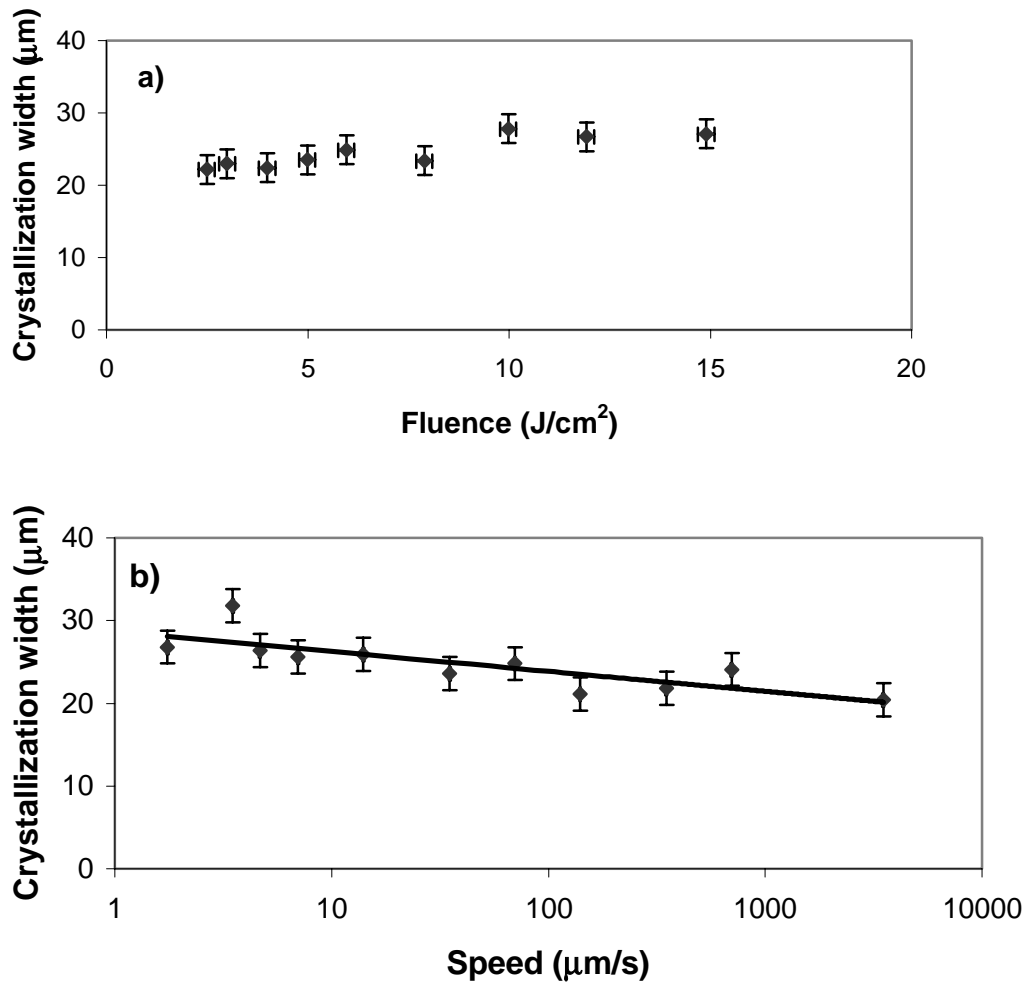 Crystallization width (μm)
40
30
20
10
0
a)
0 5 10 15 20
Fluence (J/cm²)
Crystallization width (μm)
40
30
20
10
0
b)
1 10 100 1000 10000
Speed (μm/s)